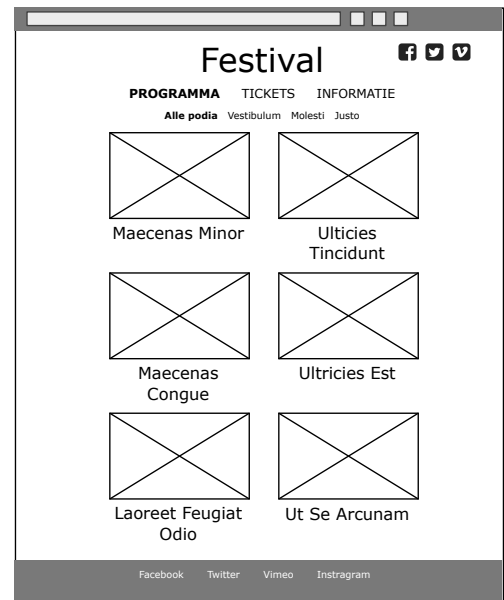 Festival
PROGRAMMA TICKETS INFORMATIE
Alle podia Vestibulum Molesti Justo
Maecenas Minor
Ulticies
Tincidunt
Maecenas
Congue
Ultricies Est
Laoreet Feugiat
Odio
Ut Se Arcunam
Facebook Twitter Vimeo Instragram